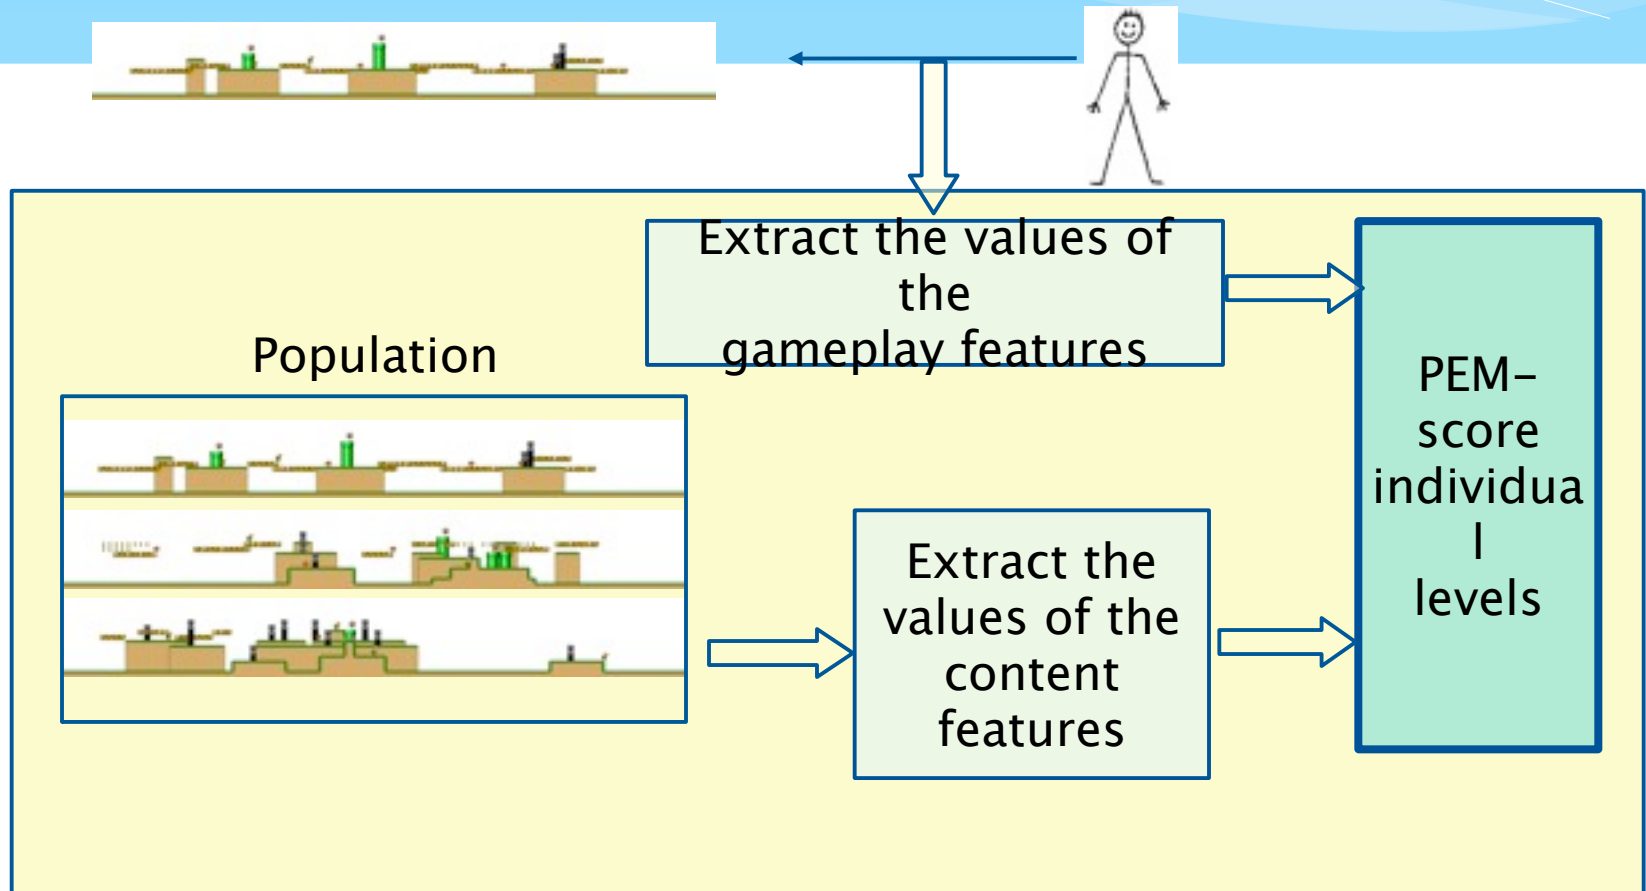 Extract the values of
the
gameplay features
Population
PEM-
score
individua
l
levels
Extract the
values of the
content
features